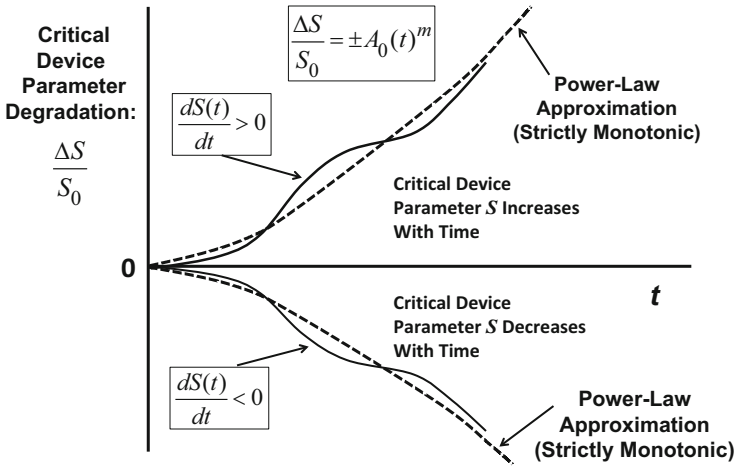 Critical
Device
Parameter
Degradation:
ΔS
S₀
ΔS/S₀ = ±A₀(t)ᵐ
dS(t)/dt > 0
Power-Law
Approximation
(Strictly Monotonic)
Critical Device
Parameter S Increases
With Time
0
t
Critical Device
Parameter S Decreases
With Time
dS(t)/dt < 0
Power-Law
Approximation
(Strictly Monotonic)